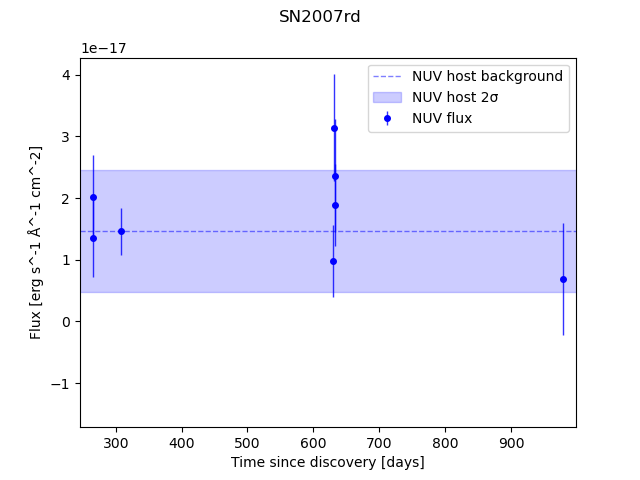 SN2007rd
1e−17
NUV host background
NUV host 2σ
NUV flux
4
3
2
1
0
−1
Flux [erg s^-1 Å^-1 cm^-2]
300 400 500 600 700 800 900
Time since discovery [days]